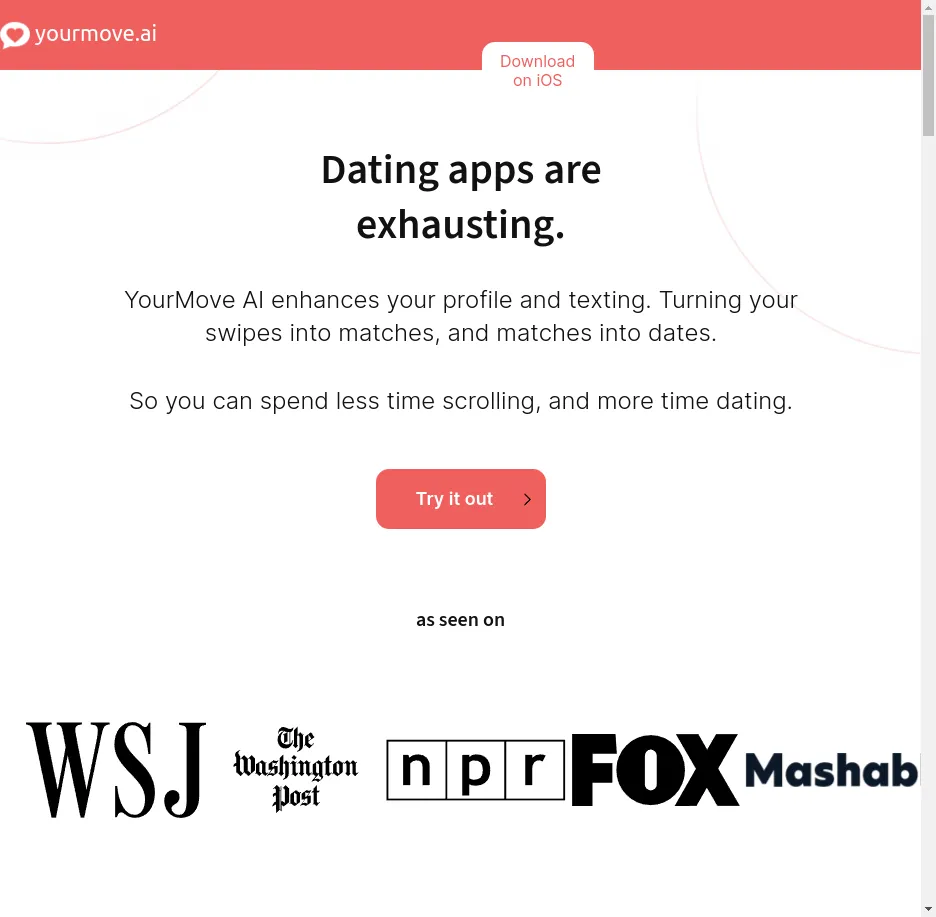 yourmove.ai
Download
on iOS
Dating apps are
exhausting.
YourMove AI enhances your profile and texting. Turning your
swipes into matches, and matches into dates.
So you can spend less time scrolling, and more time dating.
Try it out
as seen on
WSJ
The
Washington
Post
npr
FOX
Mashab